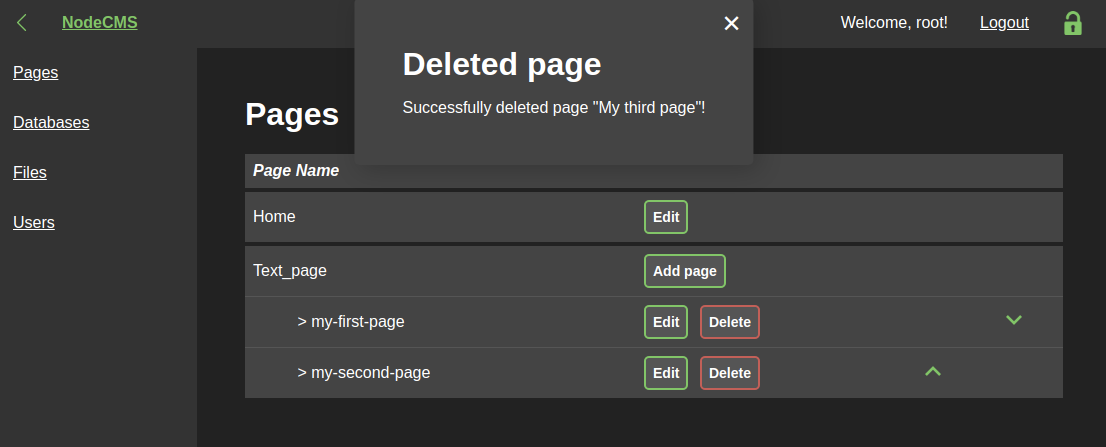 NodeCMS
Welcome, root!
Logout
Deleted page
Successfully deleted page "My third page"!
Pages
Databases
Files
Users
Pages
Page Name
Home
Edit
Text_page
Add page
> my-first-page
Edit
Delete
> my-second-page
Edit
Delete